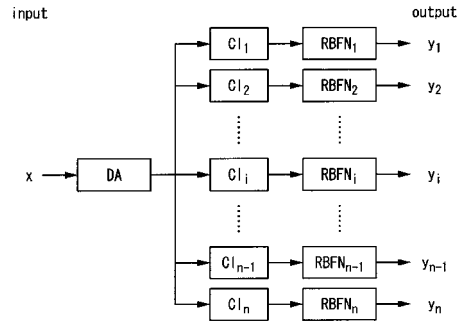 input output
CI1 RBFN1 y1
CI2 RBFN2 y2
x DA CIi RBFNi yi
CIn-1 RBFNn-1 yn-1
CIn RBFNn yn